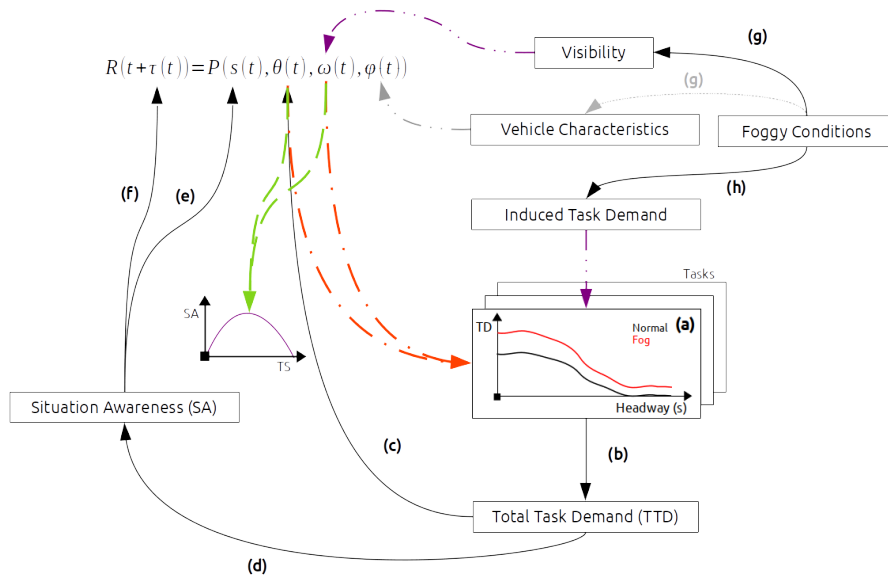 (g)
Visibility
R(t+τ(t))=P(s(t),θ(t),ω(t),φ(t))
(g)
Vehicle Characteristics
Foggy Conditions
(f)
(e)
(h)
Induced Task Demand
Tasks
SA
TS
TD
Normal
(a)
Fog
Headway (s)
Situation Awareness (SA)
(c)
(b)
Total Task Demand (TTD)
(d)